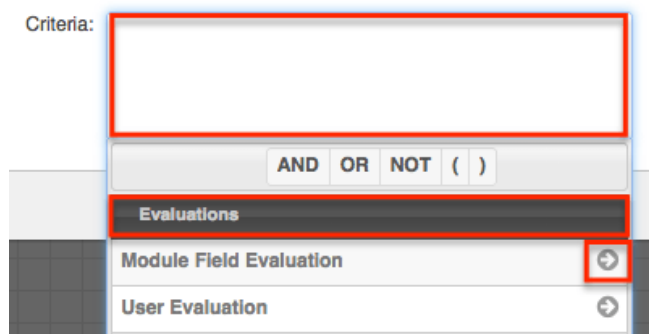 Criteria:
AND OR NOT ( )
Evaluations
Module Field Evaluation
User Evaluation